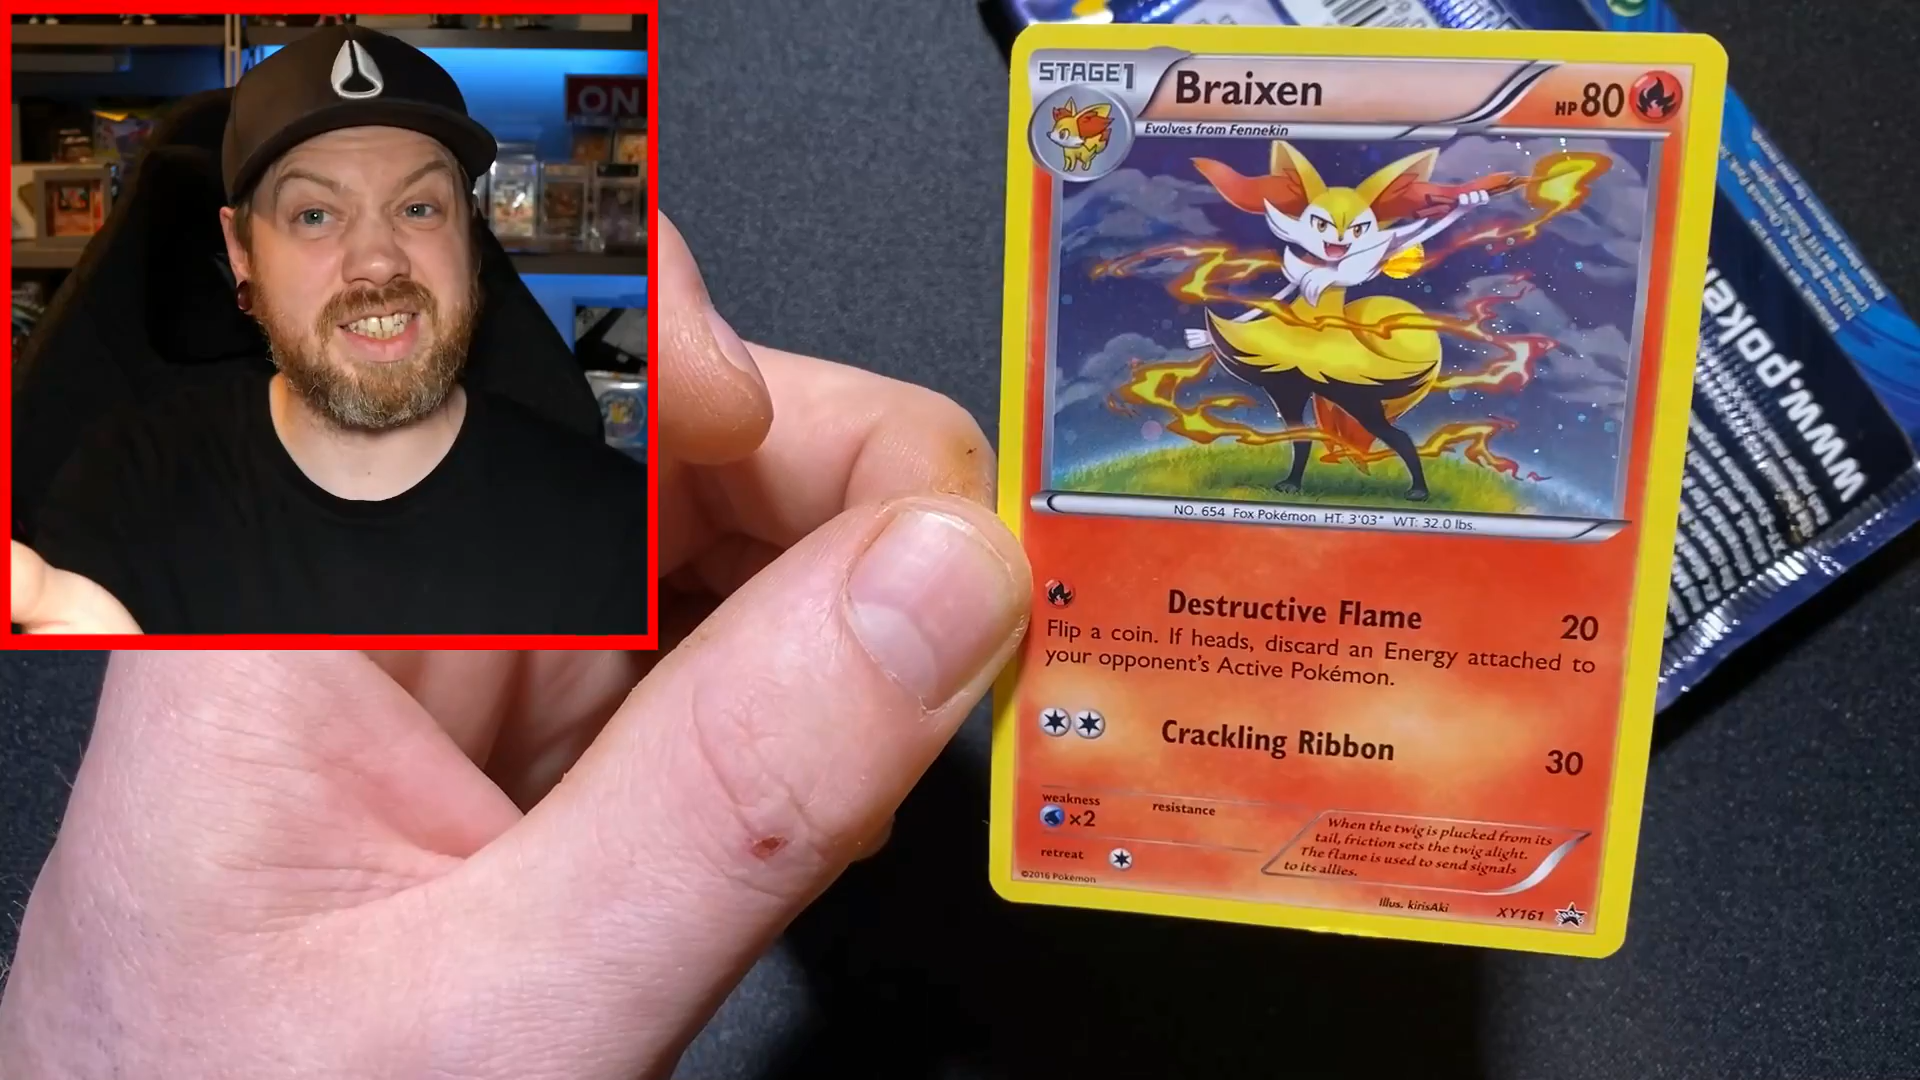 ON
STAGE1
Braixen
HP 80
Evolves from Fennekin
NO. 654 Fox Pokémon HT: 3'03" WT: 32.0 lbs.
Destructive Flame 20
Flip a coin. If heads, discard an Energy attached to
your opponent's Active Pokémon.
Crackling Ribbon 30
weakness
×2
resistance
retreat
When the twig is plucked from its
tail, friction sets the twig alight.
The flame is used to send signals
to its allies.
©2016 Pokémon
Illus. kirisAki
XY161
PROMO
www.poke